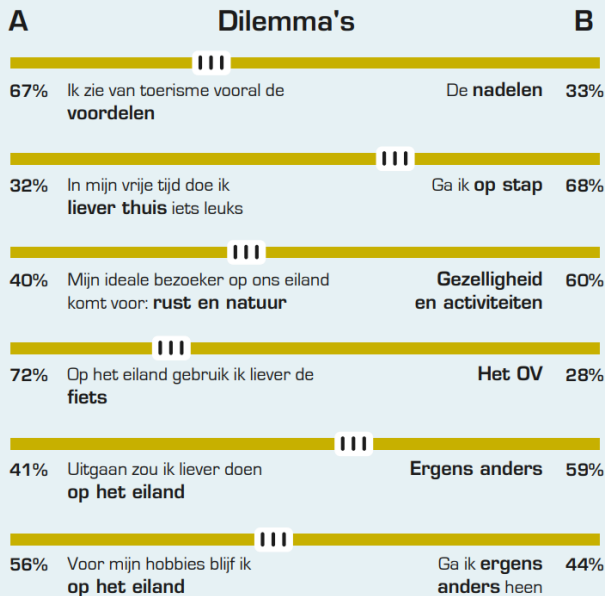 A Dilemma's B
67% Ik zie van toerisme vooral de De nadelen 33%
voordelen
32% In mijn vrije tijd doe ik Ga ik op stap 68%
liever thuis iets leuks
40% Mijn ideale bezoeker op ons eiland Gezelligheid 60%
komt voor: rust en natuur en activiteiten
72% Op het eiland gebruik ik liever de Het OV 28%
fiets
41% Uitgaan zou ik liever doen Ergens anders 59%
op het eiland
56% Voor mijn hobbies blijf ik Ga ik ergens 44%
op het eiland anders heen